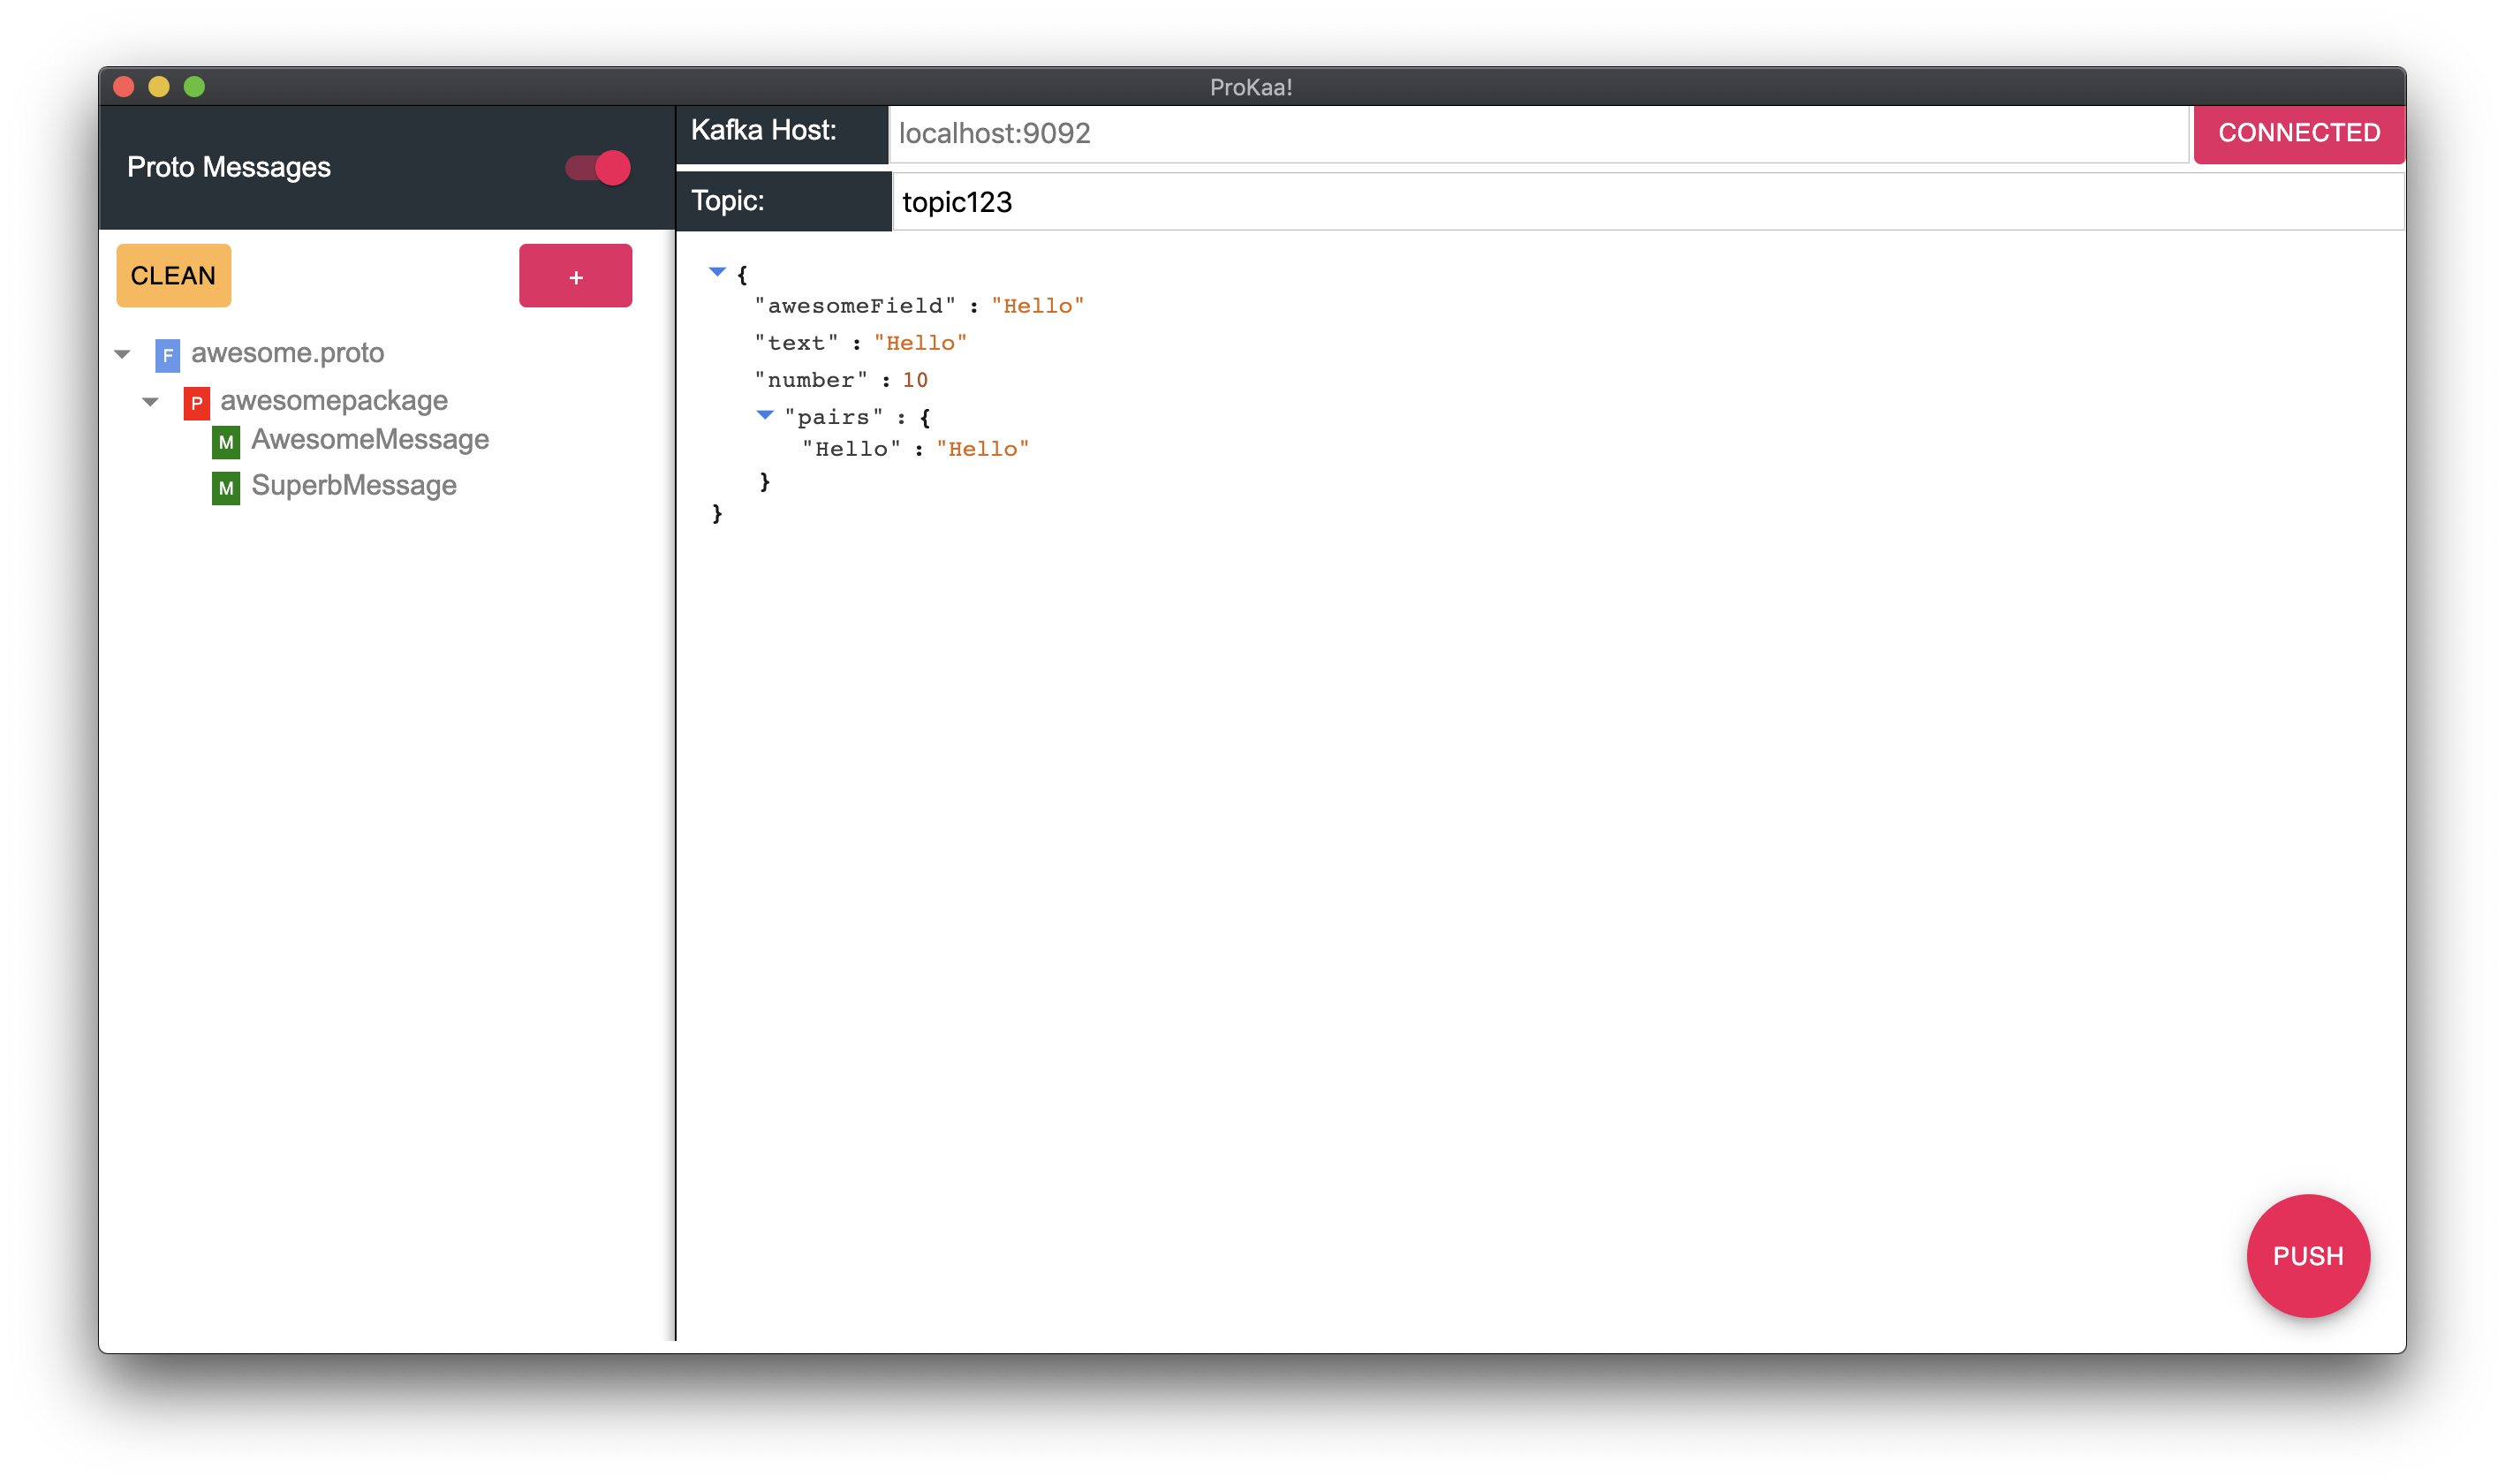 ProKaa!
Proto Messages
Kafka Host:
localhost:9092
CONNECTED
Topic:
topic123
CLEAN
+
F awesome.proto
P awesomepackage
M AwesomeMessage
M SuperbMessage
{
"awesomeField" : "Hello"
"text" : "Hello"
"number" : 10
"pairs" : {
"Hello" : "Hello"
}
}
PUSH